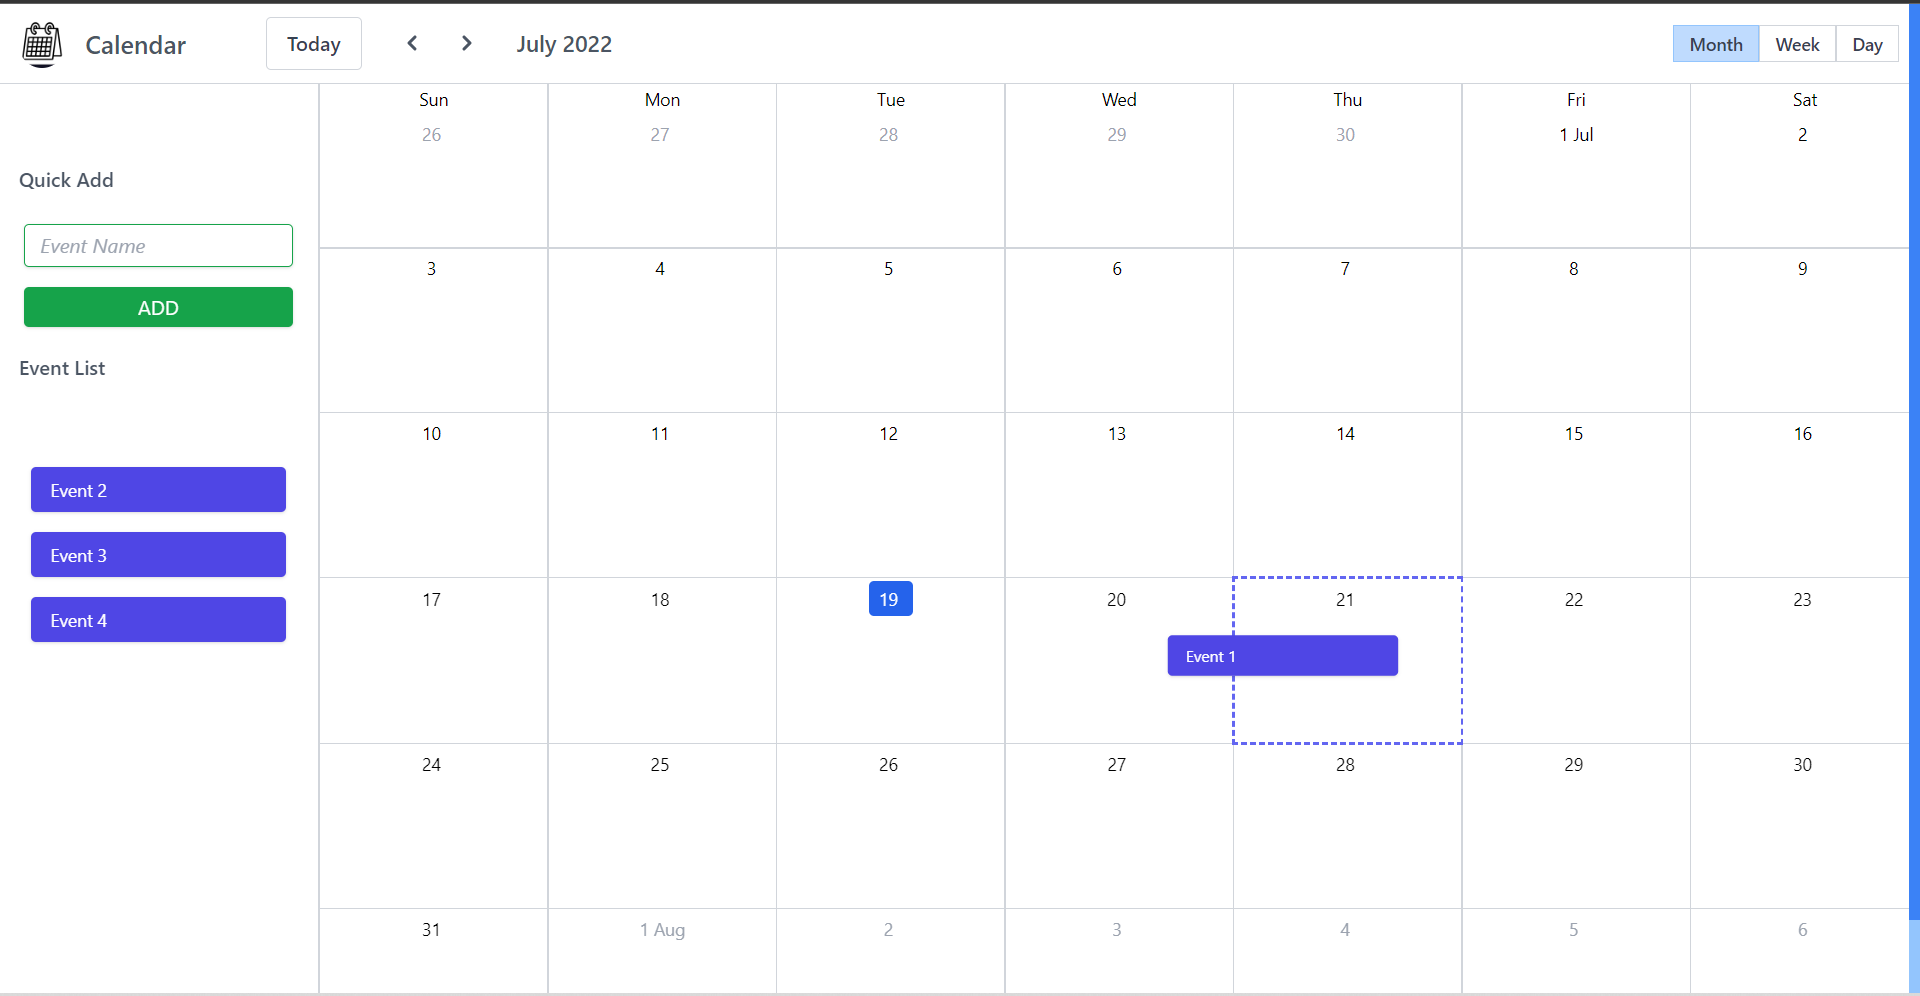 Calendar Today July 2022 Month Week Day
Quick Add
Event Name
ADD
Event List
Event 2
Event 3
Event 4
Sun Mon Tue Wed Thu Fri Sat
26 27 28 29 30 1 Jul 2
3 4 5 6 7 8 9
10 11 12 13 14 15 16
17 18 19 20 21 22 23
Event 1
24 25 26 27 28 29 30
31 1 Aug 2 3 4 5 6